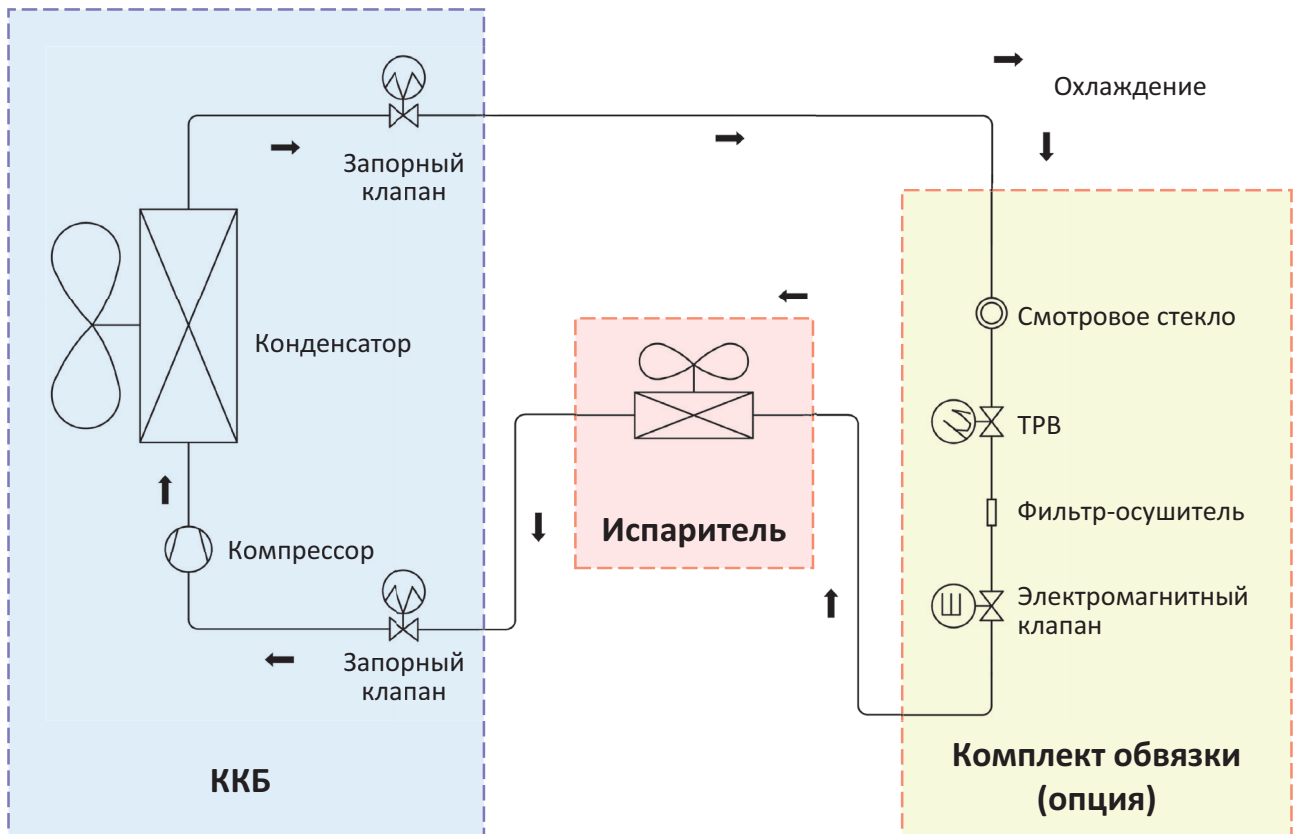 Охлаждение
Запорный
клапан
Конденсатор
Смотровое стекло
ТРВ
Фильтр-осушитель
Испаритель
Компрессор
Электромагнитный
клапан
Запорный
клапан
ККБ
Комплект обвязки
(опция)